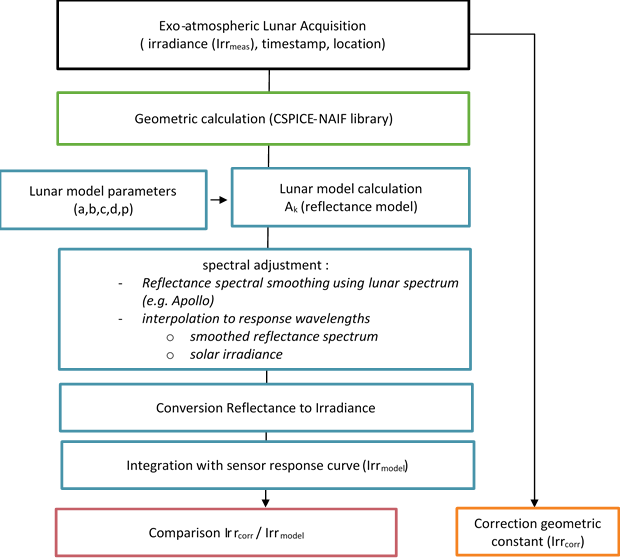 Exo-atmospheric Lunar Acquisition
( irradiance (Irrmeas), timestamp, location)
Geometric calculation (CSPICE-NAIF library)
Lunar model parameters
(a,b,c,d,p)
Lunar model calculation
Ak (reflectance model)
spectral adjustment :
- Reflectance spectral smoothing using lunar spectrum
(e.g. Apollo)
- interpolation to response wavelengths
o smoothed reflectance spectrum
o solar irradiance
Conversion Reflectance to Irradiance
Integration with sensor response curve (Irrmodel)
Comparison Irrcorr / Irrmodel
Correction geometric
constant (Irrcorr)